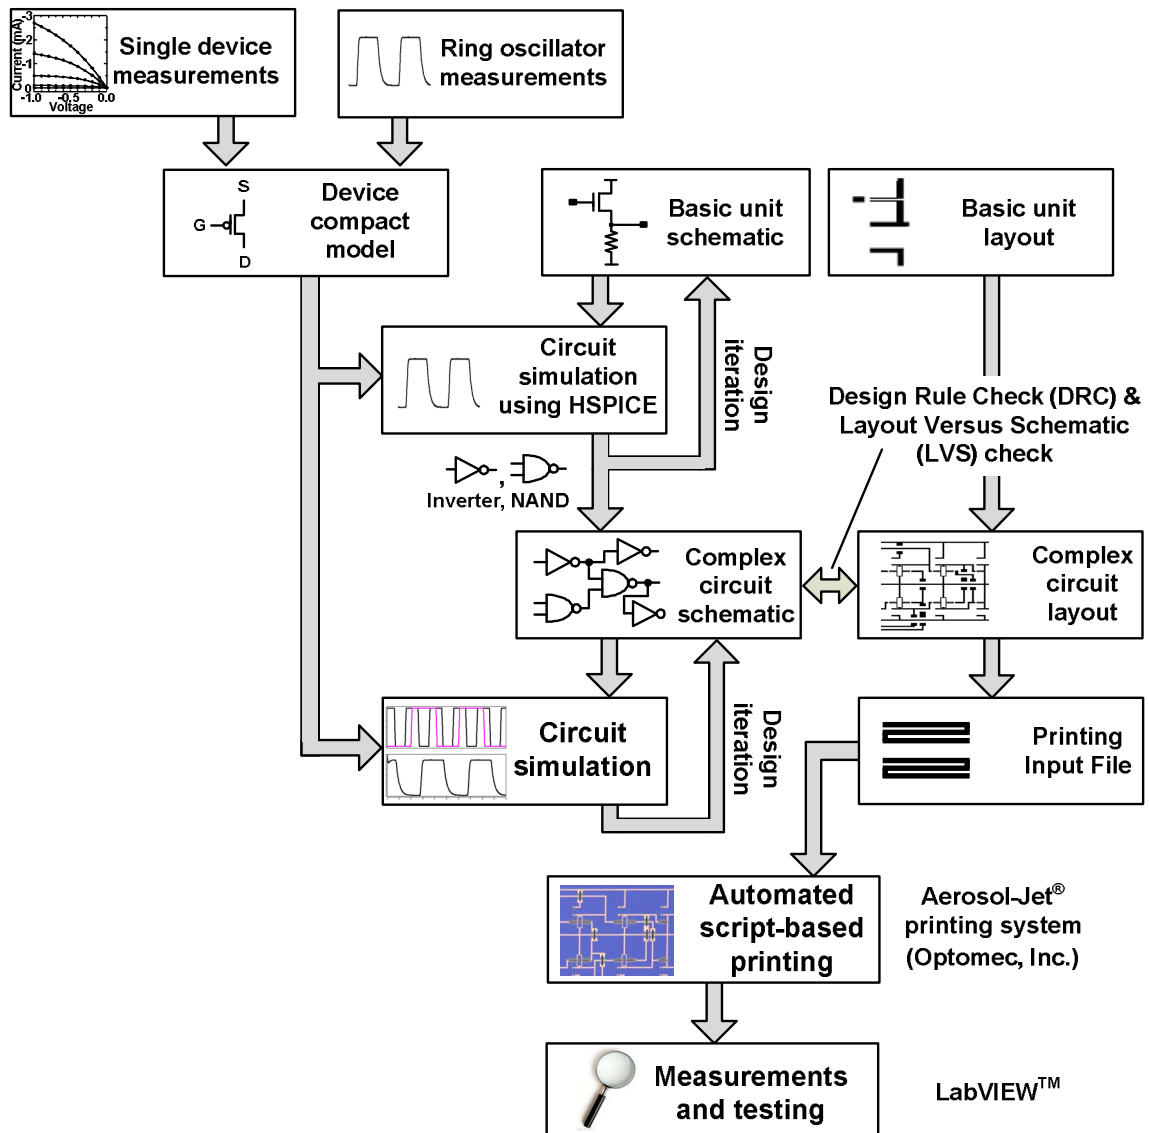 -3
-2
-1
0
Current (mA)
-1.0
-0.5
0.0
Voltage
Single device
measurements
Ring oscillator
measurements
S
G
D
Device
compact
model
Basic unit
schematic
Basic unit
layout
Circuit
simulation
using HSPICE
Design
iteration
Design Rule Check (DRC) &
Layout Versus Schematic
(LVS) check
,
Inverter, NAND
Complex
circuit
schematic
Complex
circuit
layout
Circuit
simulation
Design
iteration
Printing
Input File
Automated
script-based
printing
Aerosol-Jet®
printing system
(Optomec, Inc.)
Measurements
and testing
LabVIEW™